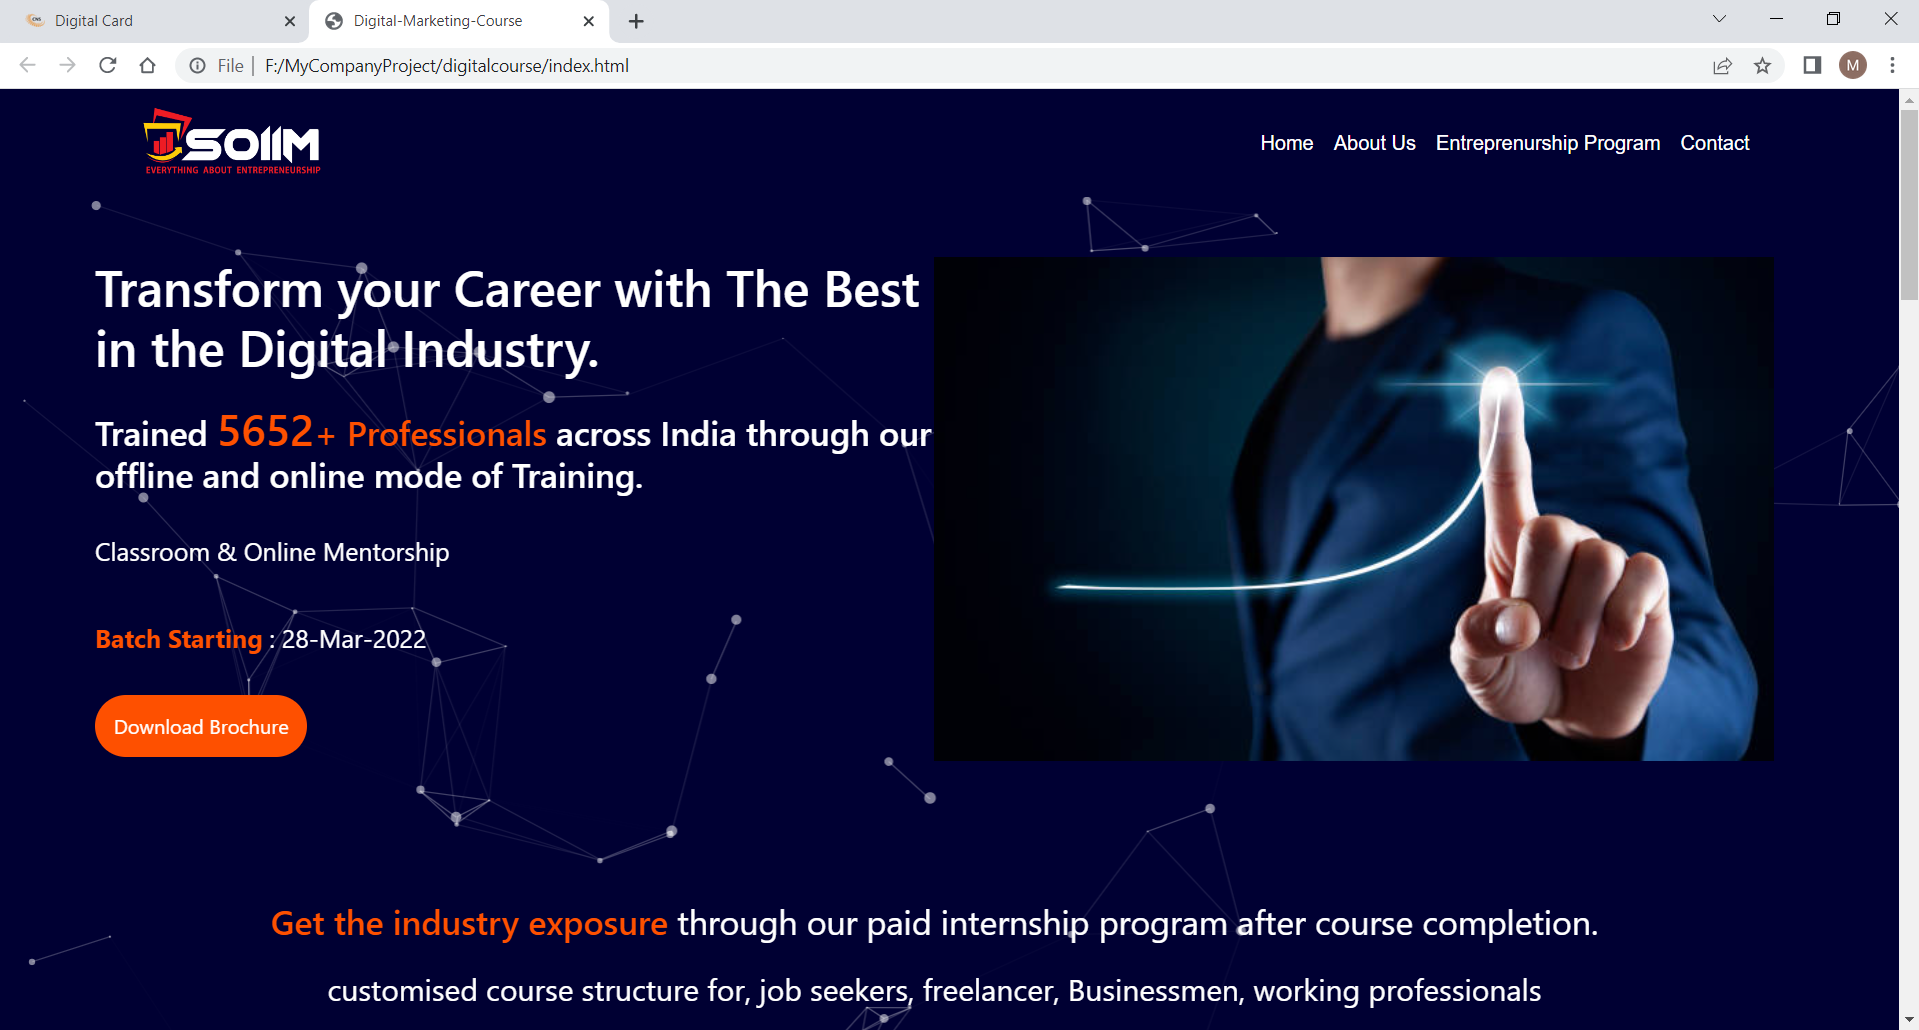 CNS Digital Card
Digital-Marketing-Course
File | F:/MyCompanyProject/digitalcourse/index.html
M
SOIIM
EVERYTHING ABOUT ENTREPRENEURSHIP
Home About Us Entreprenurship Program Contact
Transform your Career with The Best
in the Digital Industry.
Trained 5652+ Professionals across India through our
offline and online mode of Training.
Classroom & Online Mentorship
Batch Starting : 28-Mar-2022
Download Brochure
Get the industry exposure through our paid internship program after course completion.
customised course structure for, job seekers, freelancer, Businessmen, working professionals